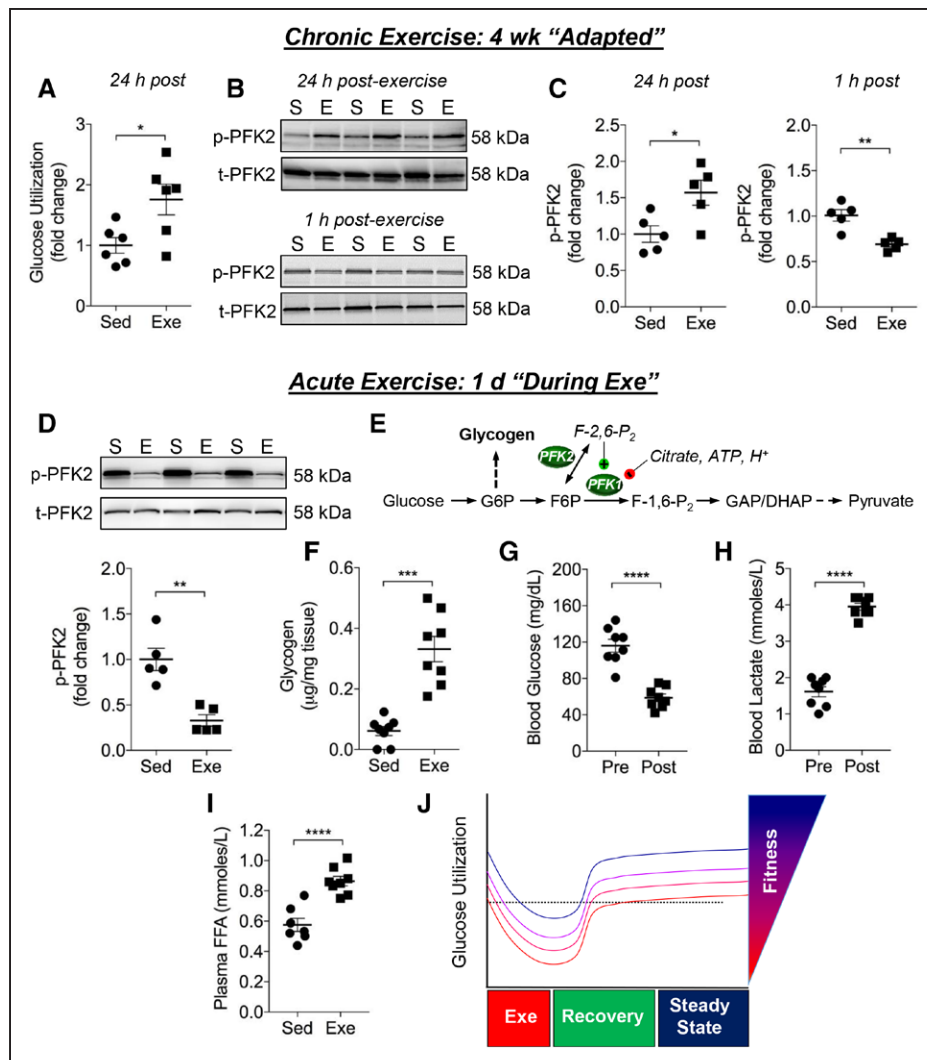 Chronic Exercise: 4 wk “Adapted”
A
24 h post
Glucose Utilization
(fold change)
3
2
1
0
*
Sed
Exe
B
24 h post-exercise
S E S E S E
p-PFK2
58 kDa
t-PFK2
58 kDa
1 h post-exercise
p-PFK2
58 kDa
t-PFK2
58 kDa
C
24 h post
p-PFK2
(fold change)
2.5
2.0
1.5
1.0
0.5
0.0
*
Sed
Exe
1 h post
p-PFK2
(fold change)
2.0
1.5
1.0
0.5
0.0
**
Sed
Exe
Acute Exercise: 1 d “During Exe”
D
S E S E S E
p-PFK2
58 kDa
t-PFK2
58 kDa
p-PFK2
(fold change)
2.0
1.5
1.0
0.5
0.0
**
Sed
Exe
E
Glycogen
F-2,6-P₂
PFK2
+
Citrate, ATP, H⁺
PFK1
Glucose
G6P
F6P
F-1,6-P₂
GAP/DHAP
Pyruvate
F
Glycogen
(µg/mg tissue)
0.6
0.4
0.2
0.0
***
Sed
Exe
G
Blood Glucose (mg/dL)
200
160
120
80
40
0
****
Pre
Post
H
Blood Lactate (mmoles/L)
5
4
3
2
1
0
****
Pre
Post
I
Plasma FFA (mmoles/L)
1.2
1.0
0.8
0.6
0.4
0.2
0.0
****
Sed
Exe
J
Glucose Utilization
Fitness
Exe
Recovery
Steady
State